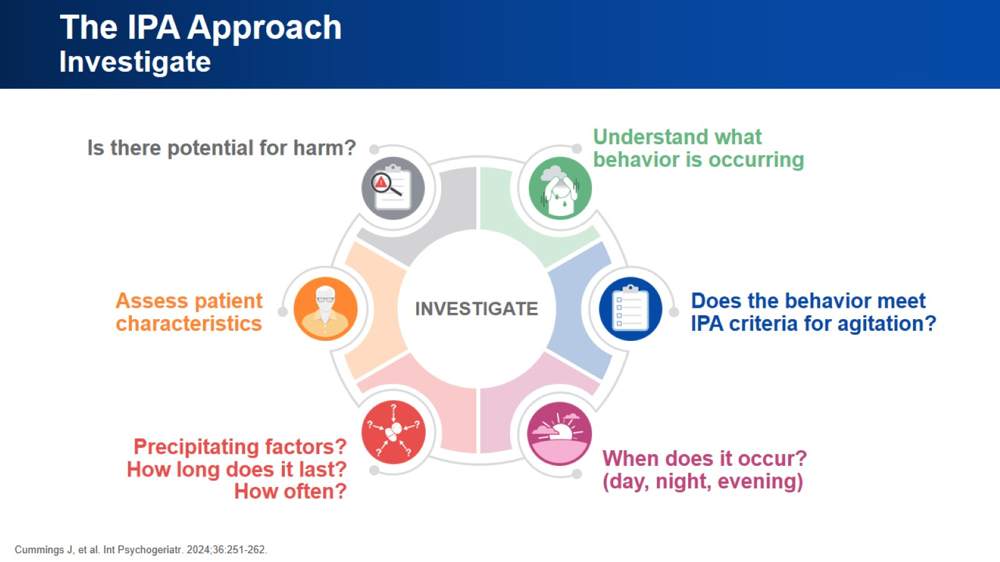 The IPA Approach
Investigate
Is there potential for harm?
Understand what
behavior is occurring
Assess patient
characteristics
INVESTIGATE
Does the behavior meet
IPA criteria for agitation?
Precipitating factors?
How long does it last?
How often?
When does it occur?
(day, night, evening)
? ? ? ? ?
Cummings J, et al. Int Psychogeriatr. 2024;36:251-262.